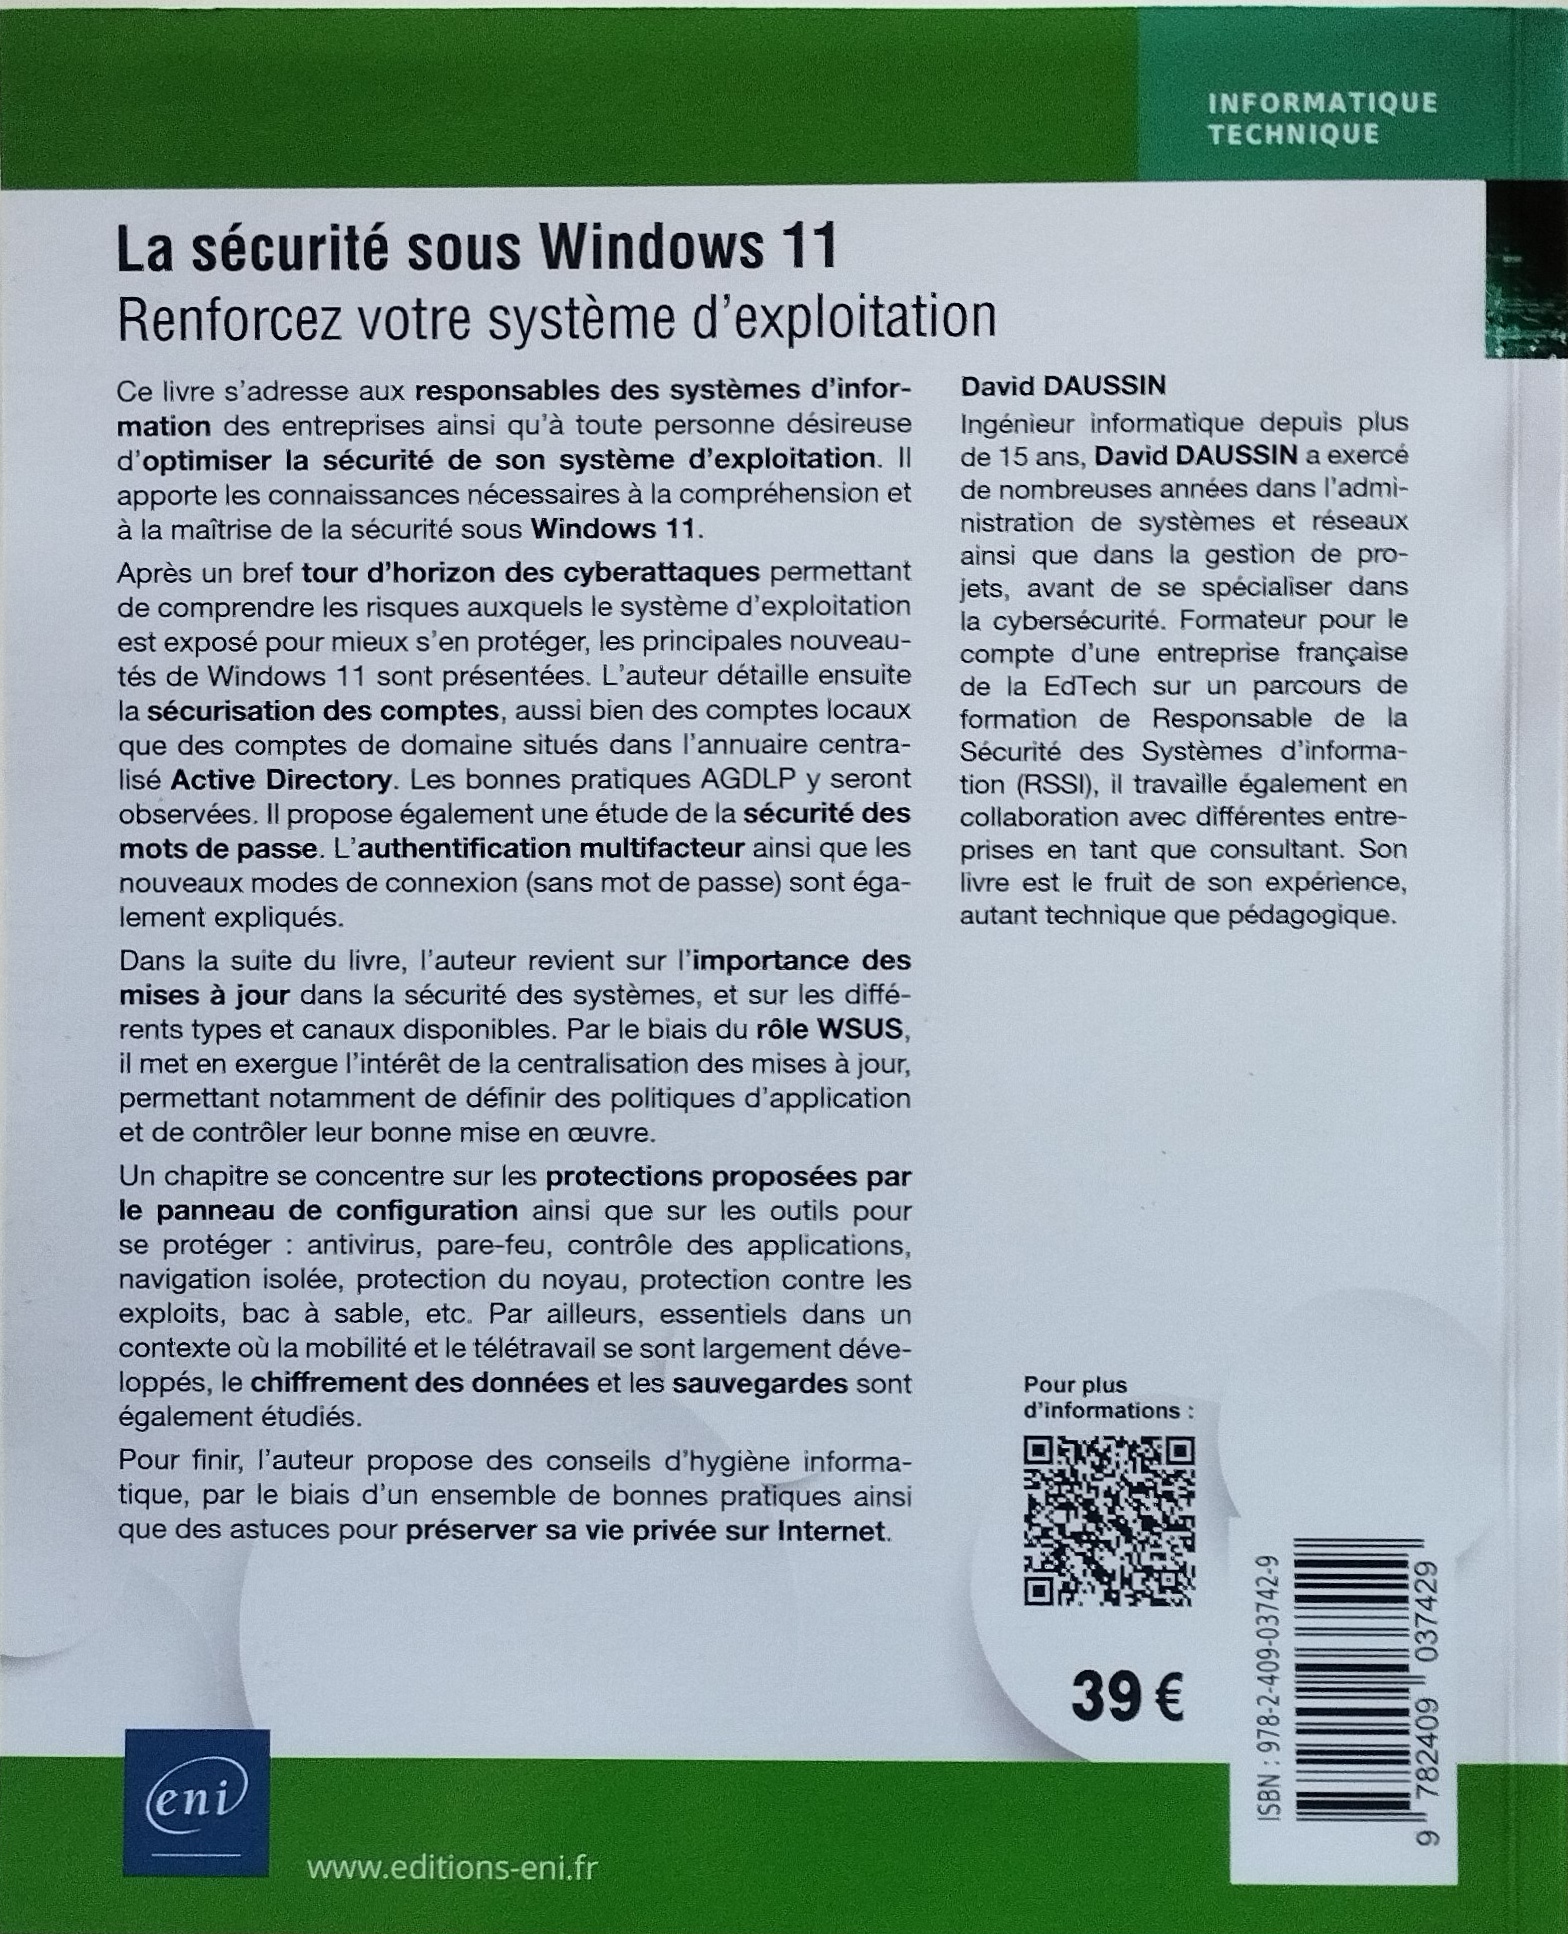 INFORMATIQUE
TECHNIQUE
La sécurité sous Windows 11
Renforcez votre système d'exploitation
Ce livre s'adresse aux responsables des systèmes d'infor-
mation des entreprises ainsi qu'à toute personne désireuse
d'optimiser la sécurité de son système d'exploitation. Il
apporte les connaissances nécessaires à la compréhension et
à la maîtrise de la sécurité sous Windows 11.
Après un bref tour d'horizon des cyberattaques permettant
de comprendre les risques auxquels le système d'exploitation
est exposé pour mieux s'en protéger, les principales nouveau-
tés de Windows 11 sont présentées. L'auteur détaille ensuite
la sécurisation des comptes, aussi bien des comptes locaux
que des comptes de domaine situés dans l'annuaire centra-
lisé Active Directory. Les bonnes pratiques AGDLP y seront
observées. Il propose également une étude de la sécurité des
mots de passe. L'authentification multifacteur ainsi que les
nouveaux modes de connexion (sans mot de passe) sont éga-
lement expliqués.
Dans la suite du livre, l'auteur revient sur l'importance des
mises à jour dans la sécurité des systèmes, et sur les diffé-
rents types et canaux disponibles. Par le biais du rôle WSUS,
il met en exergue l'intérêt de la centralisation des mises à jour,
permettant notamment de définir des politiques d'application
et de contrôler leur bonne mise en œuvre.
Un chapitre se concentre sur les protections proposées par
le panneau de configuration ainsi que sur les outils pour
se protéger : antivirus, pare-feu, contrôle des applications,
navigation isolée, protection du noyau, protection contre les
exploits, bac à sable, etc. Par ailleurs, essentiels dans un
contexte où la mobilité et le télétravail se sont largement déve-
loppés, le chiffrement des données et les sauvegardes sont
également étudiés.
Pour finir, l'auteur propose des conseils d'hygiène informa-
tique, par le biais d'un ensemble de bonnes pratiques ainsi
que des astuces pour préserver sa vie privée sur Internet.
David DAUSSIN
Ingénieur informatique depuis plus
de 15 ans, David DAUSSIN a exercé
de nombreuses années dans l'admi-
nistration de systèmes et réseaux
ainsi que dans la gestion de pro-
jets, avant de se spécialiser dans
la cybersécurité. Formateur pour le
compte d'une entreprise française
de la EdTech sur un parcours de
formation de Responsable de la
Sécurité des Systèmes d'informa-
tion (RSSI), il travaille également en
collaboration avec différentes entre-
prises en tant que consultant. Son
livre est le fruit de son expérience,
autant technique que pédagogique.
Pour plus
d'informations :
39 €
ISBN : 978-2-409-03742-9
9 782409 037429
eni
www.editions-eni.fr